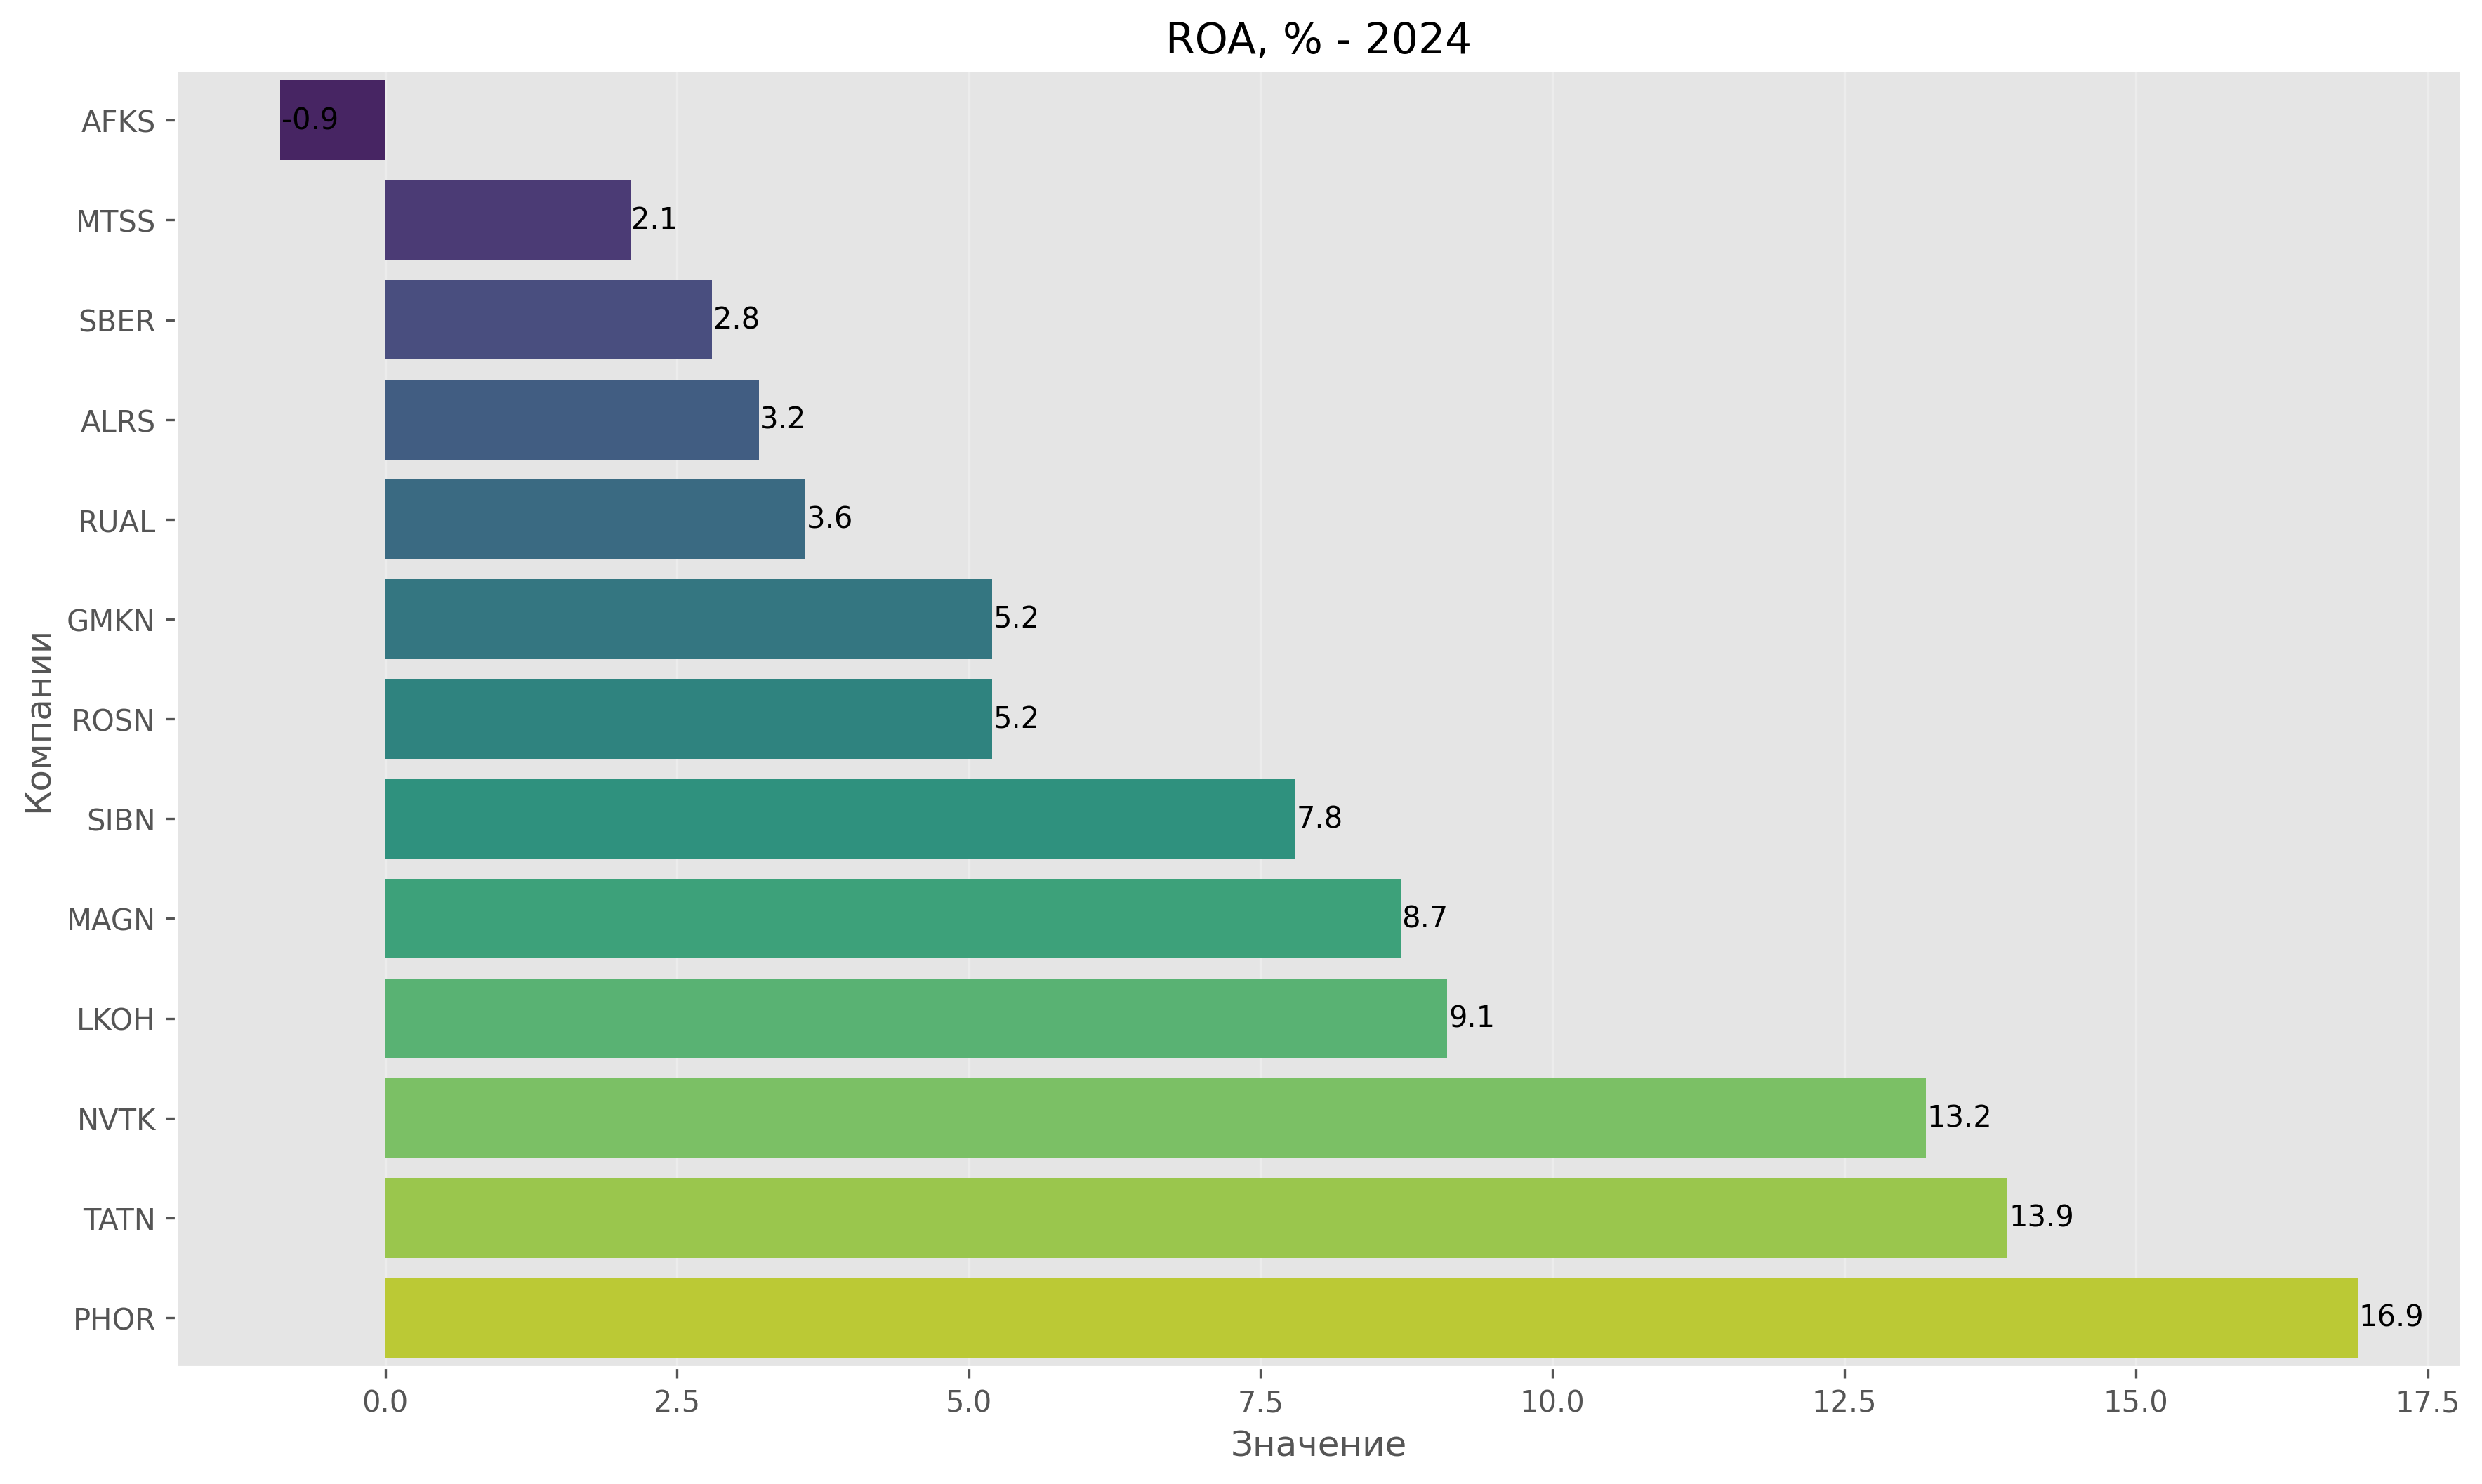 ROA, % - 2024
Компании
AFKS -0.9
MTSS 2.1
SBER 2.8
ALRS 3.2
RUAL 3.6
GMKN 5.2
ROSN 5.2
SIBN 7.8
MAGN 8.7
LKOH 9.1
NVTK 13.2
TATN 13.9
PHOR 16.9
0.0 2.5 5.0 7.5 10.0 12.5 15.0 17.5
Значение